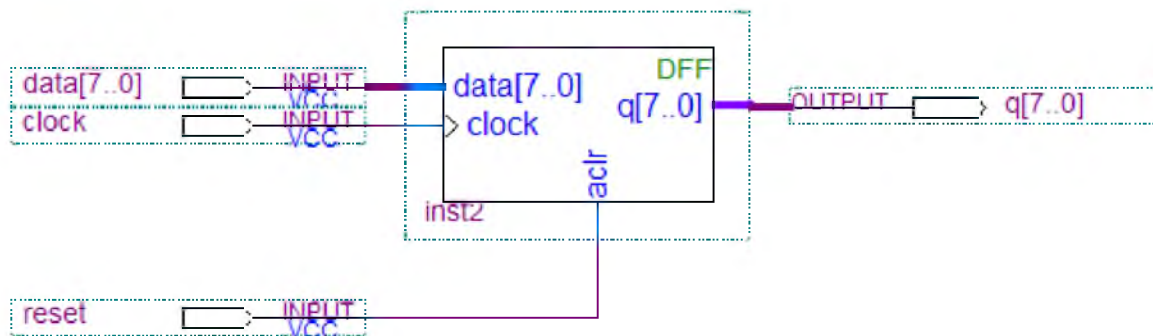 data[7..0] INPUT VCC
clock INPUT VCC
DFF
data[7..0]
q[7..0]
clock
aclr
inst2
OUTPUT q[7..0]
reset INPUT VCC